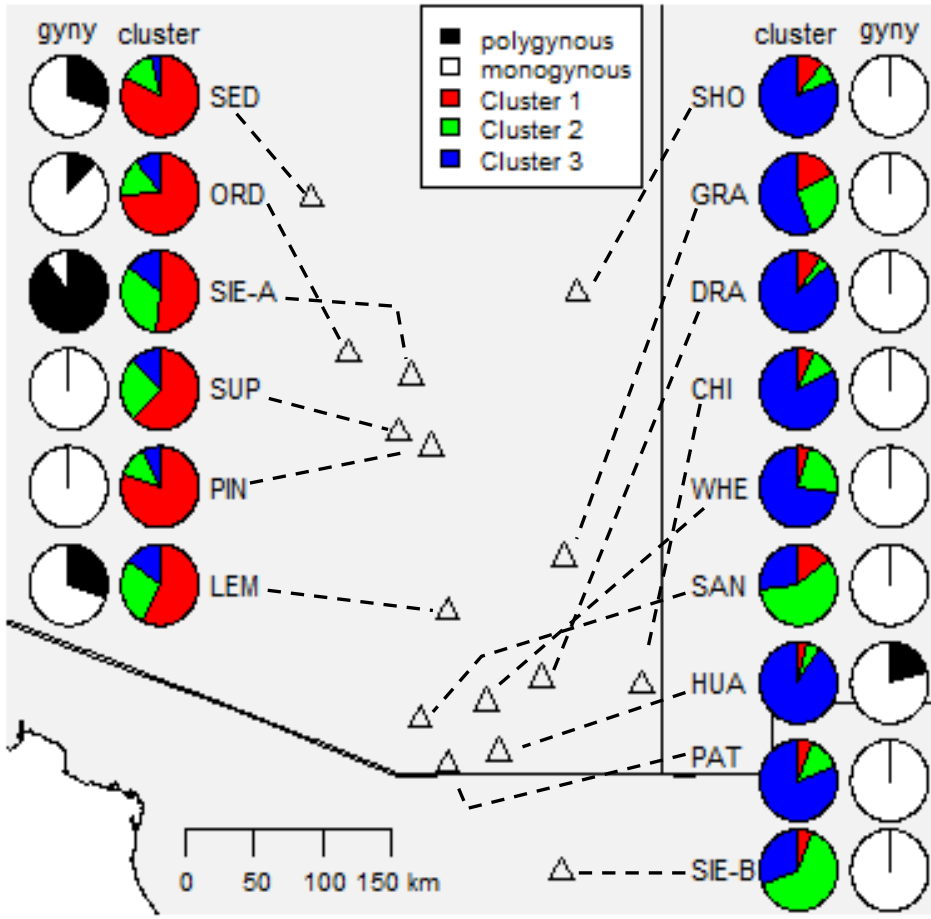 gyny cluster
polygynous
monogynous
Cluster 1
Cluster 2
Cluster 3
cluster gyny
SED
ORD
SIE-A
SUP
PIN
LEM
SHO
GRA
DRA
CHI
WHE
SAN
HUA
PAT
SIE-B
0 50 100 150 km